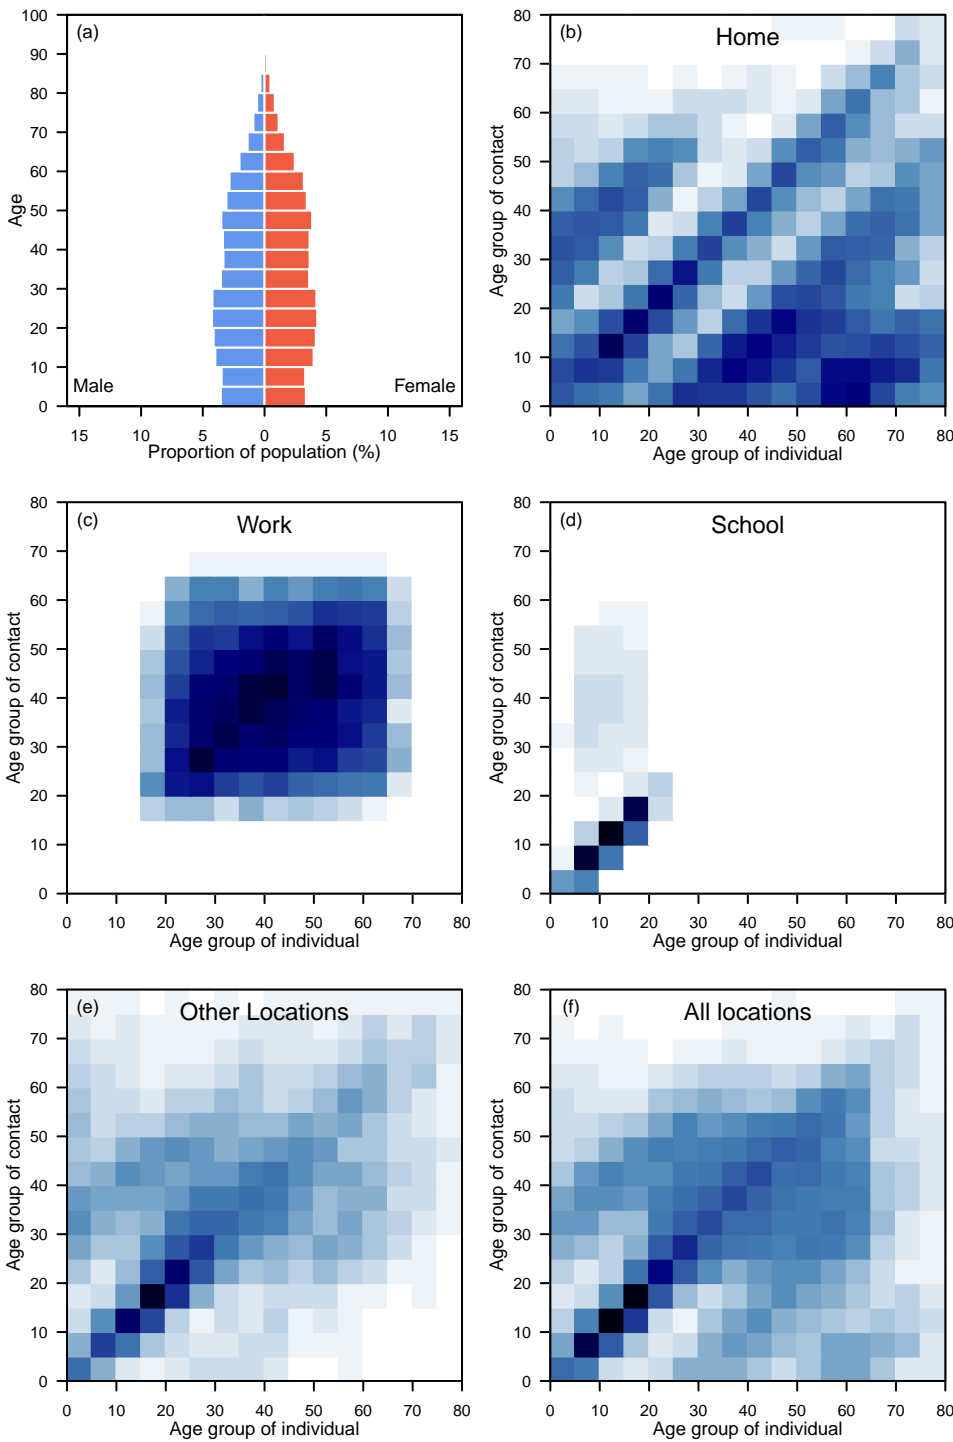 (a)
100
90
80
70
60
50
40
30
20
10
0
Age
Male
Female
15 10 5 0 5 10 15
Proportion of population (%)
(b)
Home
80
70
60
50
40
30
20
10
0
Age group of contact
0 10 20 30 40 50 60 70 80
Age group of individual
(c)
Work
80
70
60
50
40
30
20
10
0
Age group of contact
0 10 20 30 40 50 60 70 80
Age group of individual
(d)
School
80
70
60
50
40
30
20
10
0
Age group of contact
0 10 20 30 40 50 60 70 80
Age group of individual
(e)
Other Locations
80
70
60
50
40
30
20
10
0
Age group of contact
0 10 20 30 40 50 60 70 80
Age group of individual
(f)
All locations
80
70
60
50
40
30
20
10
0
Age group of contact
0 10 20 30 40 50 60 70 80
Age group of individual